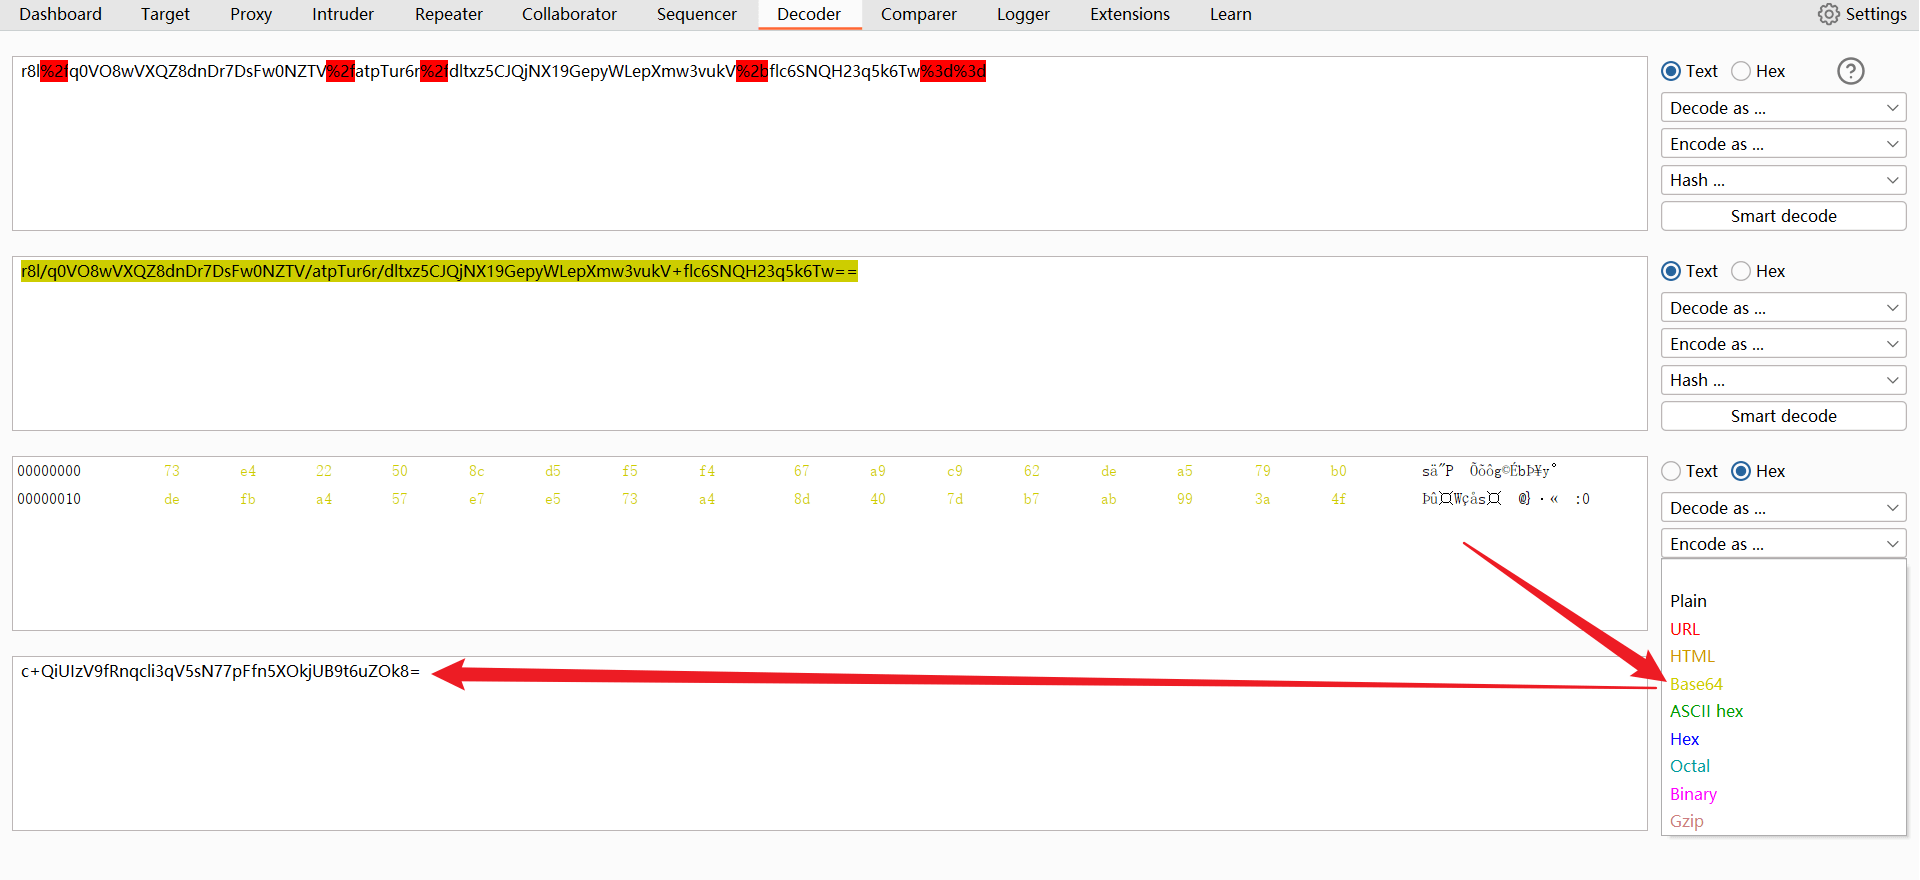 Dashboard Target Proxy Intruder Repeater Collaborator Sequencer Decoder Comparer Logger Extensions Learn Settings
r8l%2fq0VO8wVXQZ8dnDr7DsFw0NZTV%2fatpTur6r%2fdltxz5CJQjNX19GepyWLepXmw3vukV%2bflc6SNQH23q5k6Tw%3d%3d
Text Hex ?
Decode as ...
Encode as ...
Hash ...
Smart decode
r8l/q0VO8wVXQZ8dnDr7DsFw0NZTV/atpTur6r/dltxz5CJQjNX19GepyWLepXmw3vukV+flc6SNQH23q5k6Tw==
Text Hex
Decode as ...
Encode as ...
Hash ...
Smart decode
00000000 73 e4 22 50 8c d5 f5 f4 67 a9 c9 62 de a5 79 b0 sä"P Õõôg©ÉbÞ¥y°
00000010 de fb a4 57 e7 e5 73 a4 8d 40 7d b7 ab 99 3a 4f Þû¤Wçås¤ @}·« :O
Text Hex
Decode as ...
Encode as ...
Plain
URL
HTML
Base64
ASCII hex
Hex
Octal
Binary
Gzip
c+QiUIzV9fRnqcli3qV5sN77pFfn5XOkjUB9t6uZOk8=